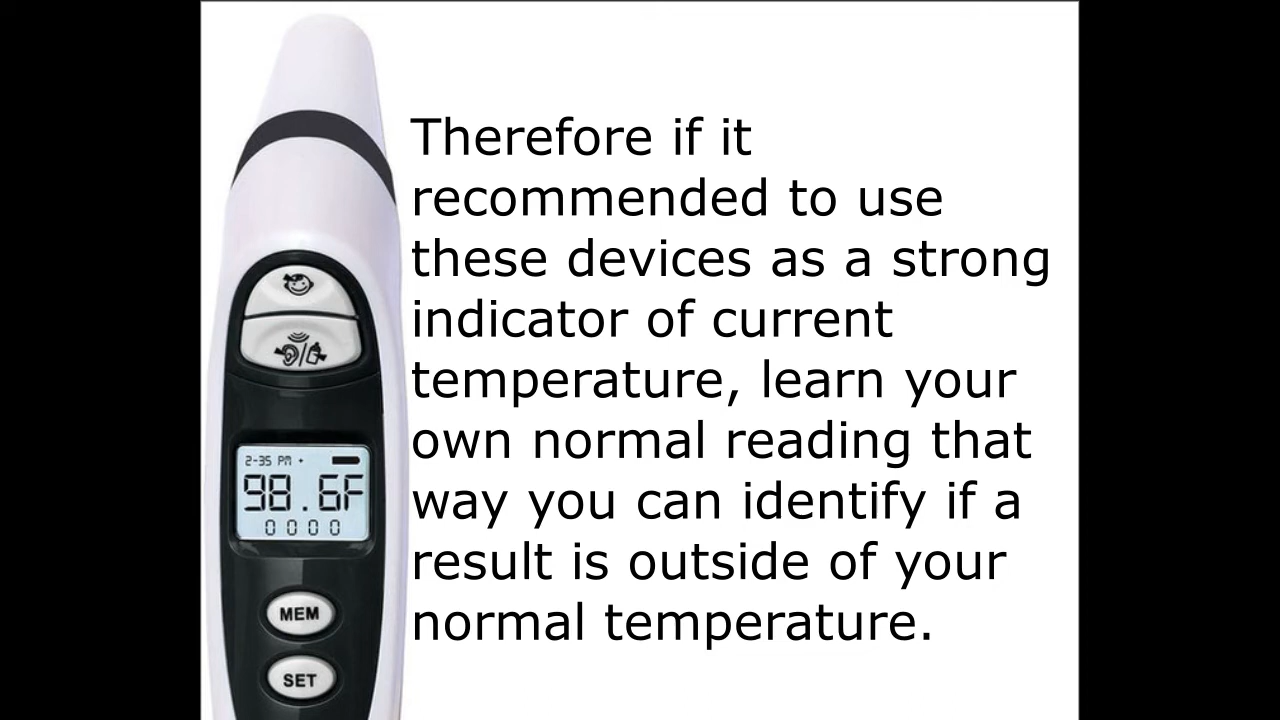 Therefore if it
recommended to use
these devices as a strong
indicator of current
temperature, learn your
own normal reading that
way you can identify if a
result is outside of your
normal temperature.
2-35 PM
98.6F
0000
MEM
SET